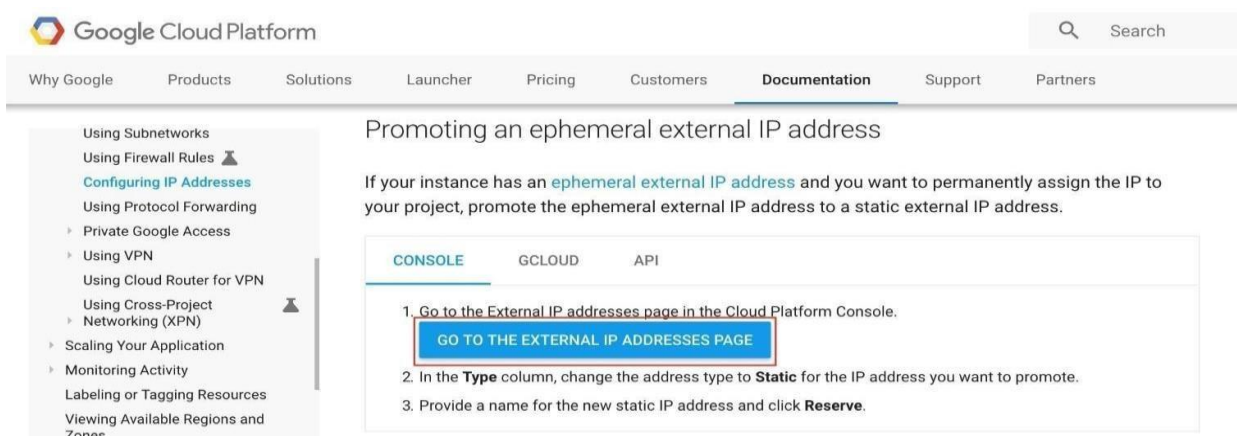 Google Cloud Platform
Search
Why Google Products Solutions Launcher Pricing Customers Documentation Support Partners
Using Subnetworks
Using Firewall Rules
Configuring IP Addresses
Using Protocol Forwarding
Private Google Access
Using VPN
Using Cloud Router for VPN
Using Cross-Project
Networking (XPN)
Scaling Your Application
Monitoring Activity
Labeling or Tagging Resources
Viewing Available Regions and
Zones
Promoting an ephemeral external IP address
If your instance has an ephemeral external IP address and you want to permanently assign the IP to
your project, promote the ephemeral external IP address to a static external IP address.
CONSOLE GCLOUD API
1. Go to the External IP addresses page in the Cloud Platform Console.
GO TO THE EXTERNAL IP ADDRESSES PAGE
2. In the Type column, change the address type to Static for the IP address you want to promote.
3. Provide a name for the new static IP address and click Reserve.